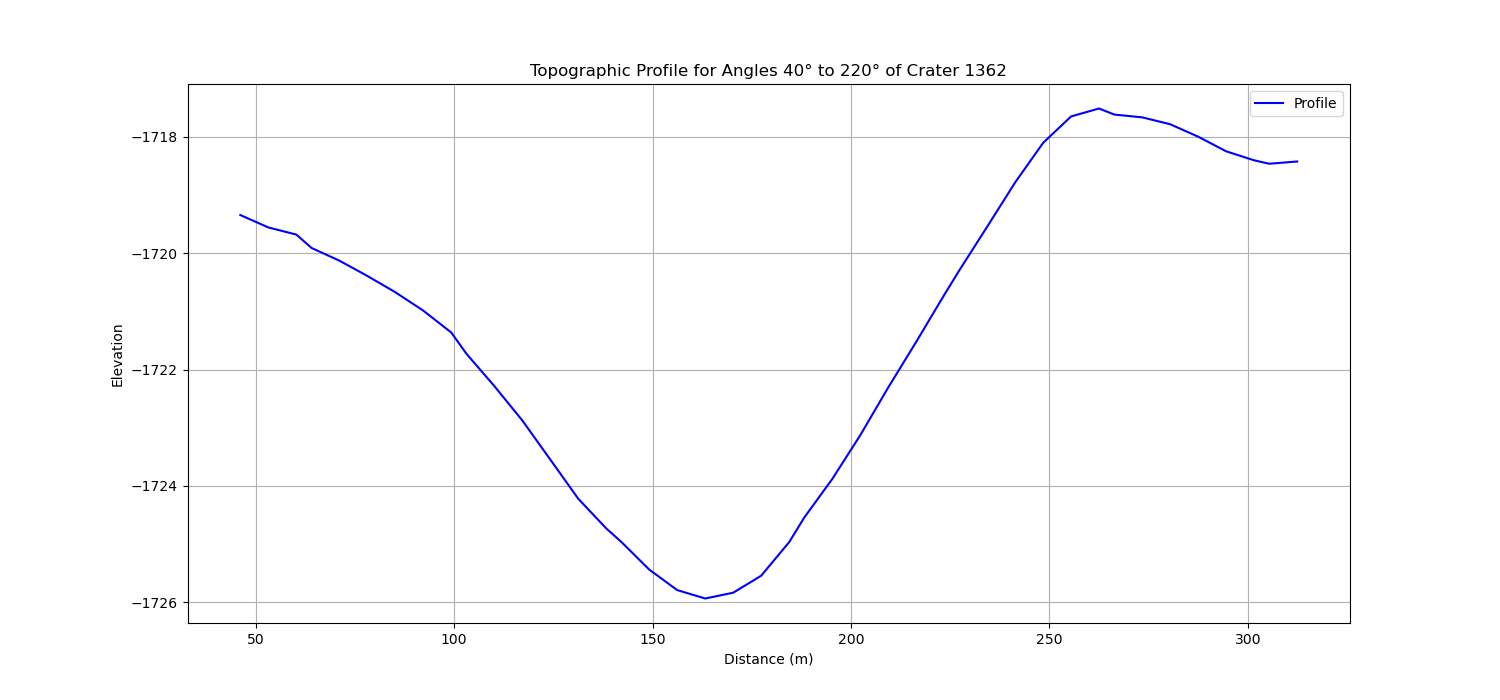 Topographic Profile for Angles 40° to 220° of Crater 1362
Profile
−1718
−1720
−1722
−1724
−1726
Elevation
50 100 150 200 250 300
Distance (m)